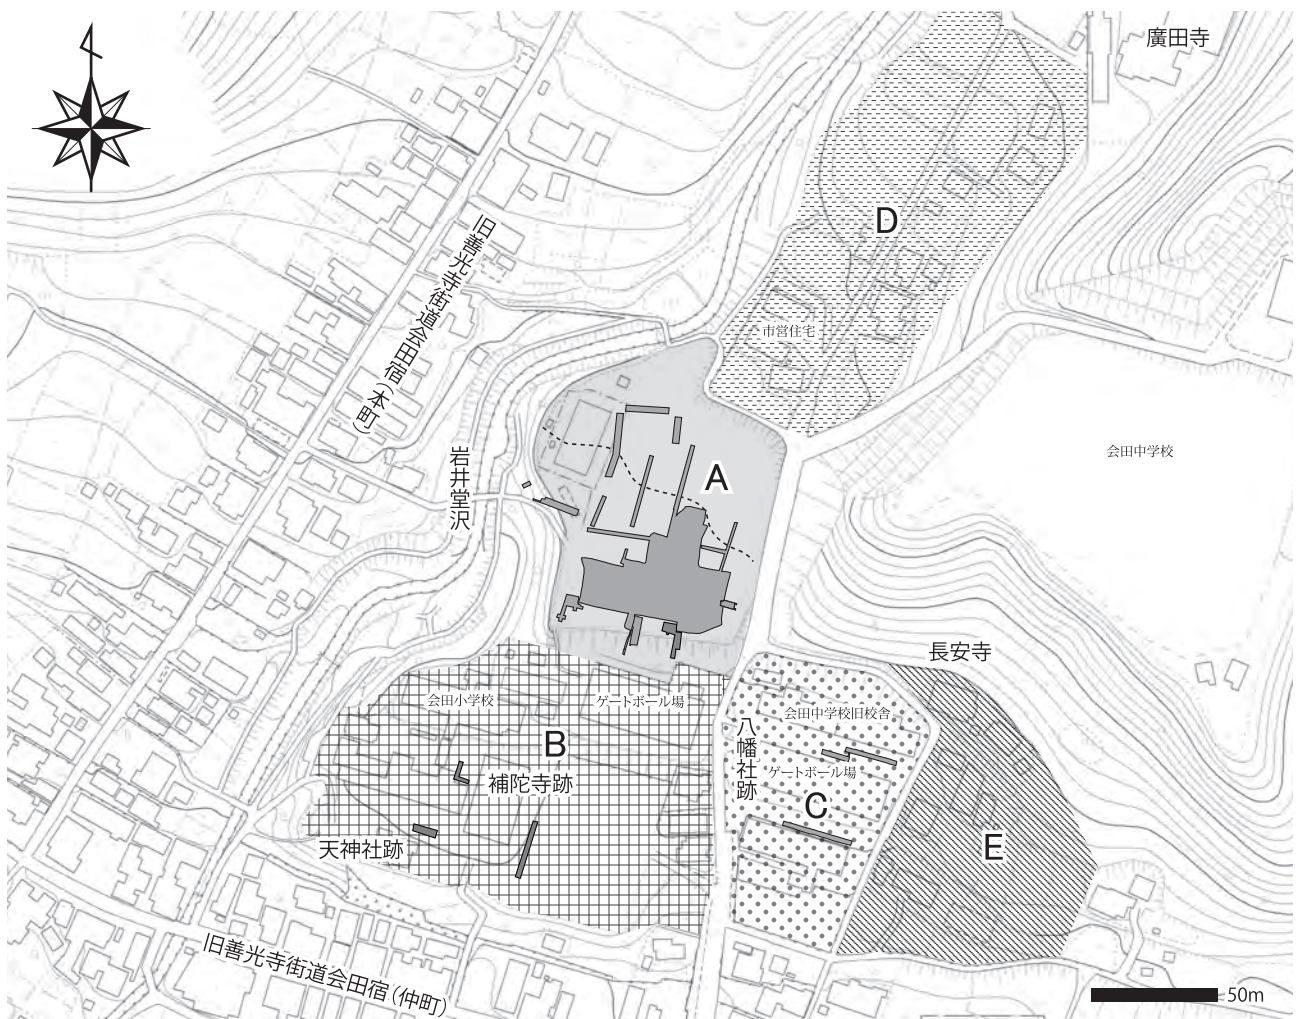 廣田寺
D
旧善光寺街道会田宿(本町)
市営住宅
会田中学校
岩井堂沢
A
長安寺
会田小学校
ゲートボール場
会田中学校旧校舎
八幡社跡
B
ゲートボール場
補陀寺跡
C
天神社跡
E
旧善光寺街道会田宿(仲町)
50m